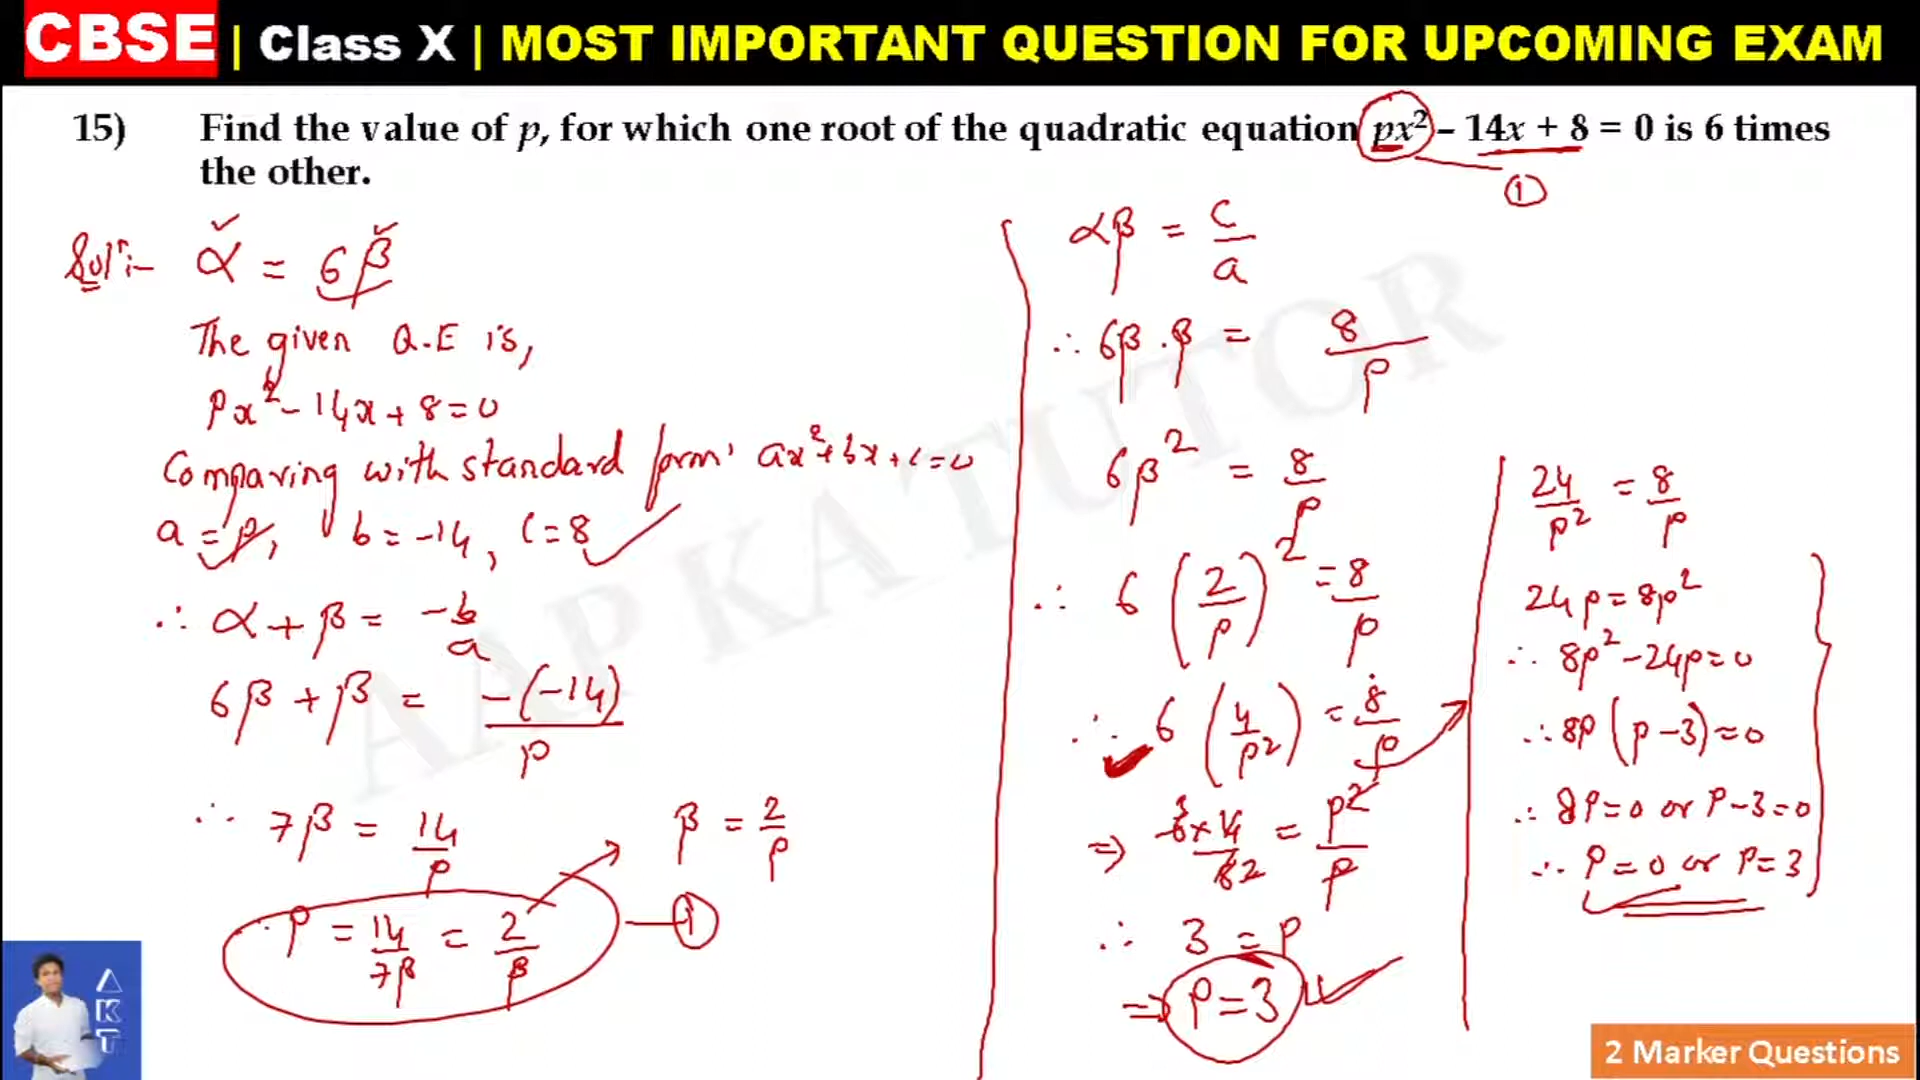 CBSE | Class X | MOST IMPORTANT QUESTION FOR UPCOMING EXAM
15) Find the value of p, for which one root of the quadratic equation px² – 14x + 8 = 0 is 6 times
the other.
①
Solⁿ:- α = 6β
The given Q.E is,
px² - 14x + 8 = 0
Comparing with standard form, ax² + bx + c = 0
a = p, b = -14, c = 8
∴ α + β = -b/a
6β + β = -(-14)/p
∴ 7β = 14/p
β = 2/p
∴ p = 14/7β = 2/β — ①
αβ = c/a
∴ 6β . β = 8/p
6β² = 8/p
∴ 6 (2/p)² = 8/p
∴ 6 (4/p²) = 8/p
⇒ 6 × 4/8 = p²/p
3 2
∴ 3 = p
⇒ p = 3
24/p² = 8/p
24p = 8p²
∴ 8p² - 24p = 0
∴ 8p (p - 3) = 0
∴ 8p = 0 or p - 3 = 0
∴ p = 0 or p = 3
AAPKA TUTOR
AKT
2 Marker Questions